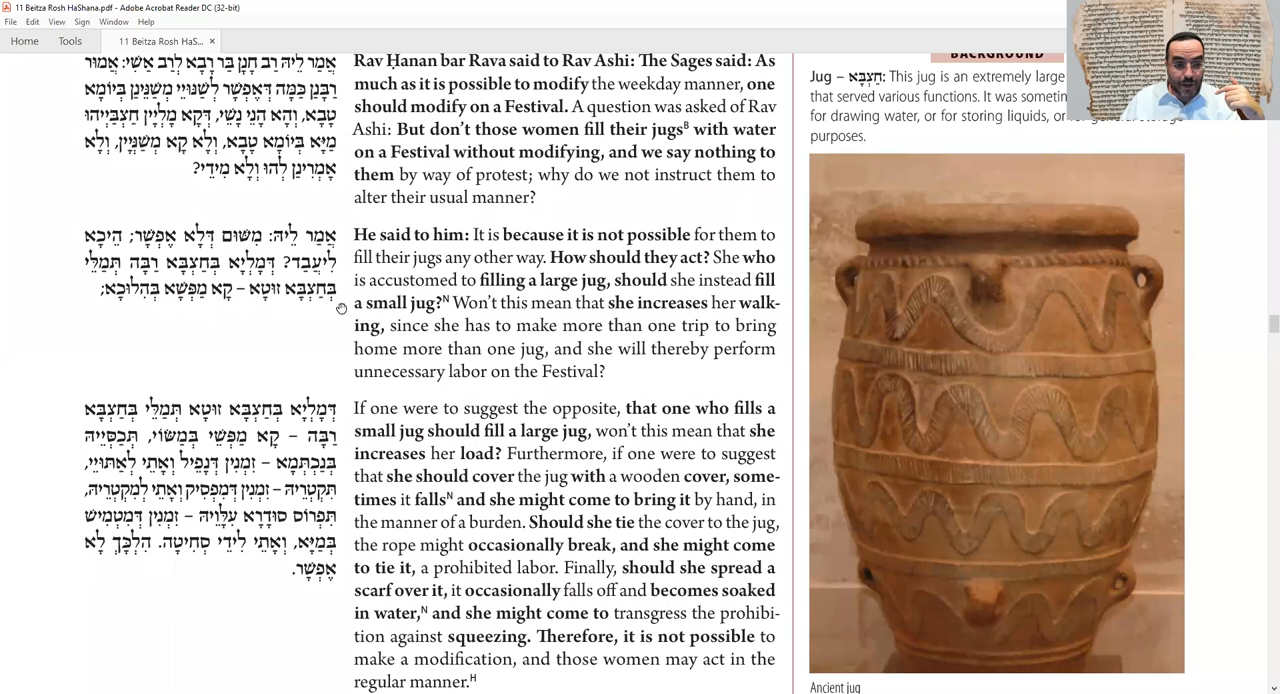 11 Beitza Rosh HaShana.pdf - Adobe Acrobat Reader DC (32-bit)
File Edit View Sign Window Help
Home Tools 11 Beitza Rosh HaS... ×
אֲמַר לֵיהּ רַב חָנָן בַּר רָבָא לְרַב אַשִׁי: אֲמוּר
רַבָּנַן כַּמָּה דְּאֶפְשָׁר לְשַׁנּוּיֵי מְשַׁנֵּינַן בְּיוֹמָא
טָבָא, וְהָא הָנֵי נָשֵׁי, דְּקָא מָלְיָין חַצְבַּיְיהוּ
מַיָּא בְּיוֹמָא טָבָא, וְלָא קָא מְשַׁנְּיָין, וְלָא
אָמְרִינַן לְהוּ וְלָא מִידֵּי?
אֲמַר לֵיהּ: מִשּׁוּם דְּלָא אֶפְשָׁר; הֵיכָא
לִיעֲבַד? דְּמָלְיָא בְּחַצְבָּא רַבָּה תְּמַלֵּי
בְּחַצְבָּא זוּטָא – קָא מַפְּשָׁא בְּהִלּוּכָא;
דְּמָלְיָא בְּחַצְבָּא זוּטָא תְּמַלֵּי בְּחַצְבָּא
רַבָּה – קָא מַפְּשֵׁי בְּמַשּׂוֹי, תְּכַסְּיֵיהּ
בְּנַכְתְּמָא – זִמְנִין דְּנָפֵיל וְאָתֵי לְאַתּוּיֵי,
תִּקְטְרֵיהּ – זִמְנִין דְּמִפְסִיק וְאָתֵי לְמִקְטְרֵיהּ,
תִּפְרוֹס סוּדָרָא עִלָּוֵיהּ – זִמְנִין דְּמִטְמִישׁ
בְּמַיָּא, וְאָתֵי לִידֵי סְחִיטָה. הִלְכָּךְ לָא
אֶפְשָׁר.
Rav Ḥanan bar Rava said to Rav Ashi: The Sages said: As
much as it is possible to modify the weekday manner, one
should modify on a Festival. A question was asked of Rav
Ashi: But don't those women fill their jugsᴮ with water
on a Festival without modifying, and we say nothing to
them by way of protest; why do we not instruct them to
alter their usual manner?
He said to him: It is because it is not possible for them to
fill their jugs any other way. How should they act? She who
is accustomed to filling a large jug, should she instead fill
a small jug?ᴺ Won't this mean that she increases her walk-
ing, since she has to make more than one trip to bring
home more than one jug, and she will thereby perform
unnecessary labor on the Festival?
If one were to suggest the opposite, that one who fills a
small jug should fill a large jug, won't this mean that she
increases her load? Furthermore, if one were to suggest
that she should cover the jug with a wooden cover, some-
times it fallsᴺ and she might come to bring it by hand, in
the manner of a burden. Should she tie the cover to the jug,
the rope might occasionally break, and she might come
to tie it, a prohibited labor. Finally, should she spread a
scarf over it, it occasionally falls off and becomes soaked
in water,ᴺ and she might come to transgress the prohibi-
tion against squeezing. Therefore, it is not possible to
make a modification, and those women may act in the
regular manner.ᴴ
BACKGROUND
Jug – חַצְבָּא: This jug is an extremely large
that served various functions. It was sometim
for drawing water, or for storing liquids, or
purposes.
Ancient jug